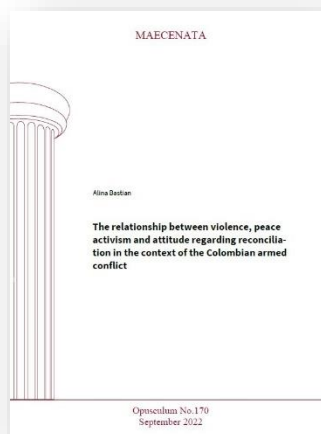 MAECENATA
Alina Bastian
The relationship between violence, peace
activism and attitude regarding reconcilia-
tion in the context of the Colombian armed
conflict
Opusculum No.170
September 2022